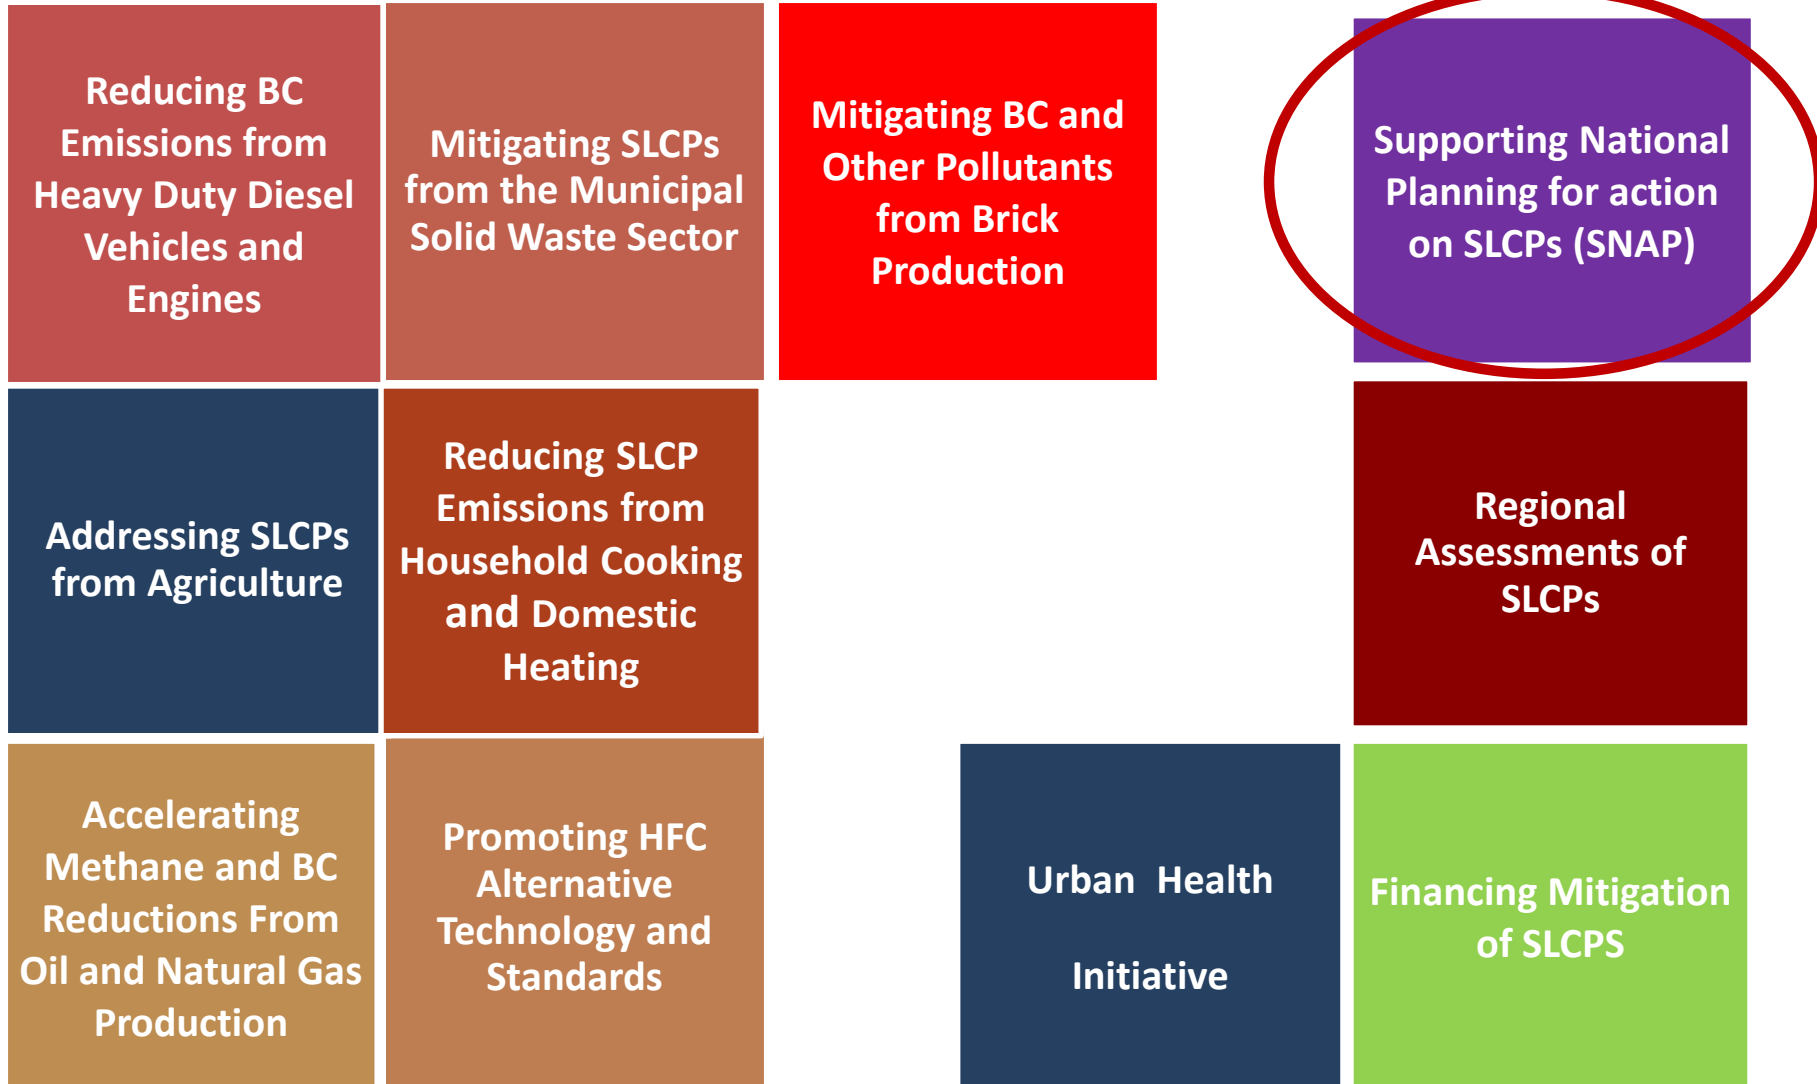 Reducing BC
Emissions from
Heavy Duty Diesel
Vehicles and
Engines
Mitigating SLCPs
from the Municipal
Solid Waste Sector
Mitigating BC and
Other Pollutants
from Brick
Production
Supporting National
Planning for action
on SLCPs (SNAP)
Addressing SLCPs
from Agriculture
Reducing SLCP
Emissions from
Household Cooking
and Domestic
Heating
Regional
Assessments of
SLCPs
Accelerating
Methane and BC
Reductions From
Oil and Natural Gas
Production
Promoting HFC
Alternative
Technology and
Standards
Urban Health
Initiative
Financing Mitigation
of SLCPS